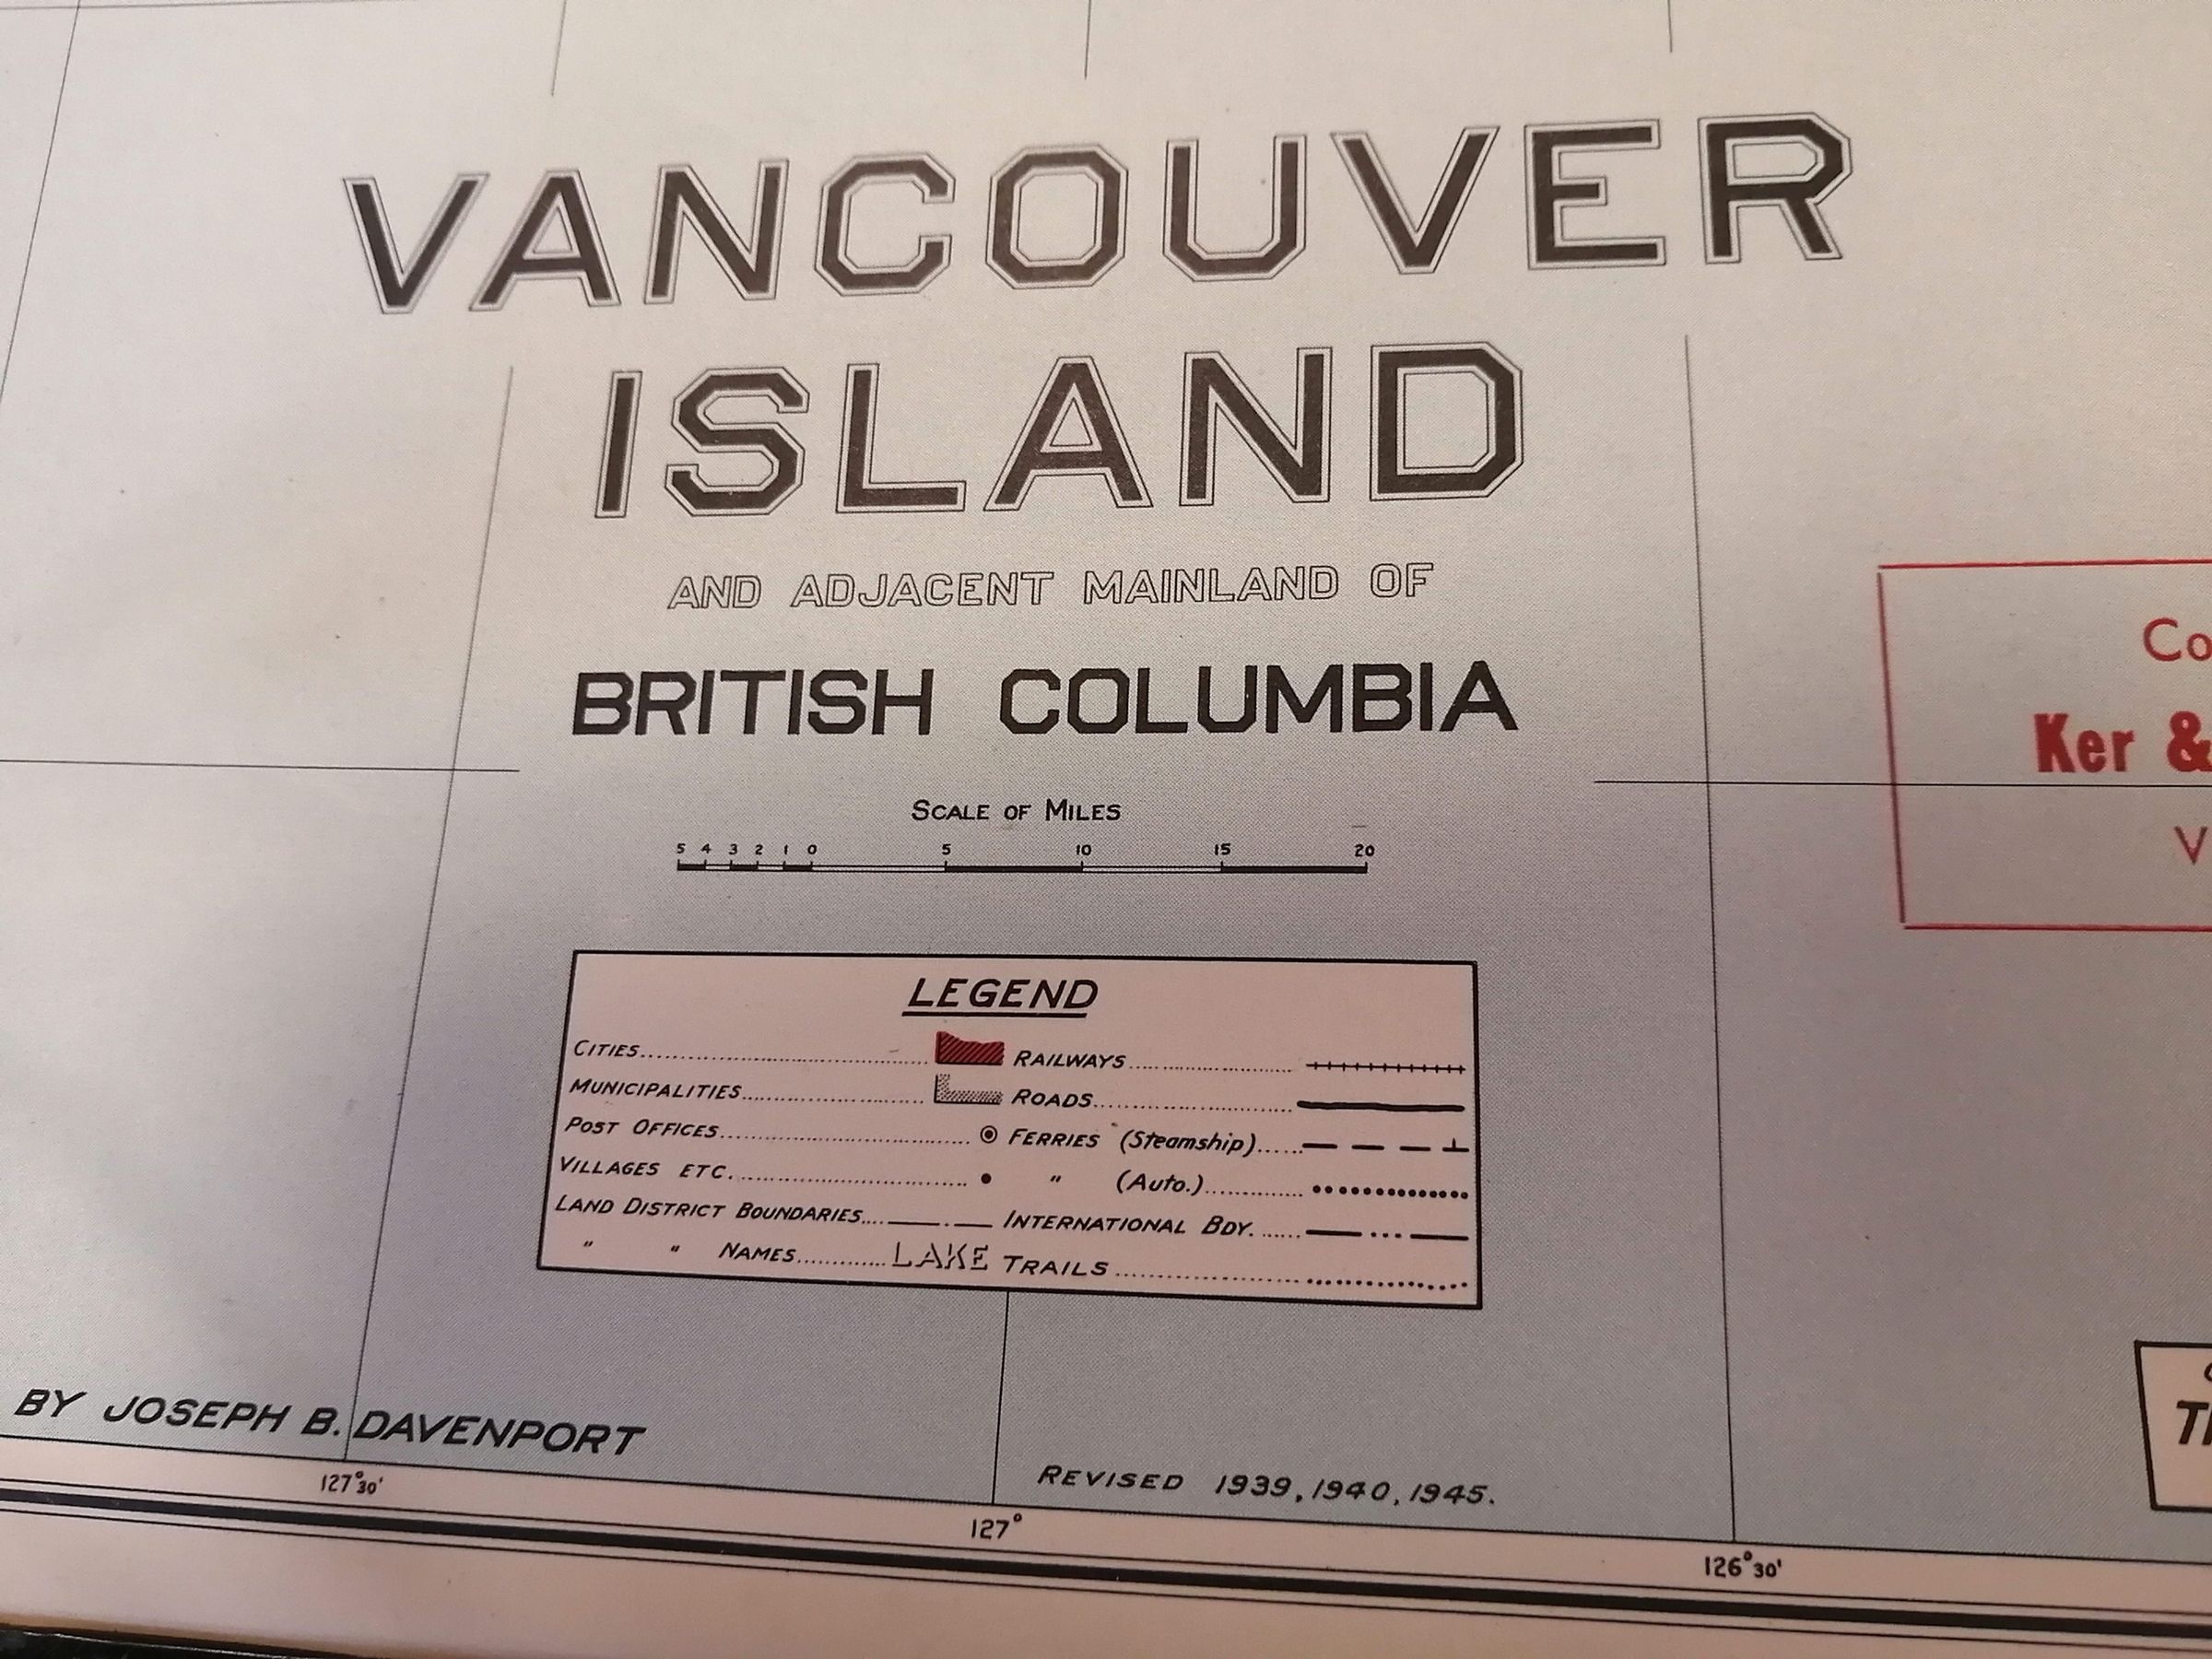 VANCOUVER
ISLAND
AND ADJACENT MAINLAND OF
BRITISH COLUMBIA
SCALE OF MILES
5 4 3 2 1 0 5 10 15 20
Co
Ker &
V
LEGEND
CITIES
MUNICIPALITIES
POST OFFICES
VILLAGES ETC.
LAND DISTRICT BOUNDARIES
" " NAMES LAKE
RAILWAYS
ROADS
FERRIES (Steamship)
" (Auto.)
INTERNATIONAL BDY.
TRAILS
BY JOSEPH B. DAVENPORT
REVISED 1939, 1940, 1945.
127°30'
127°
126°30'